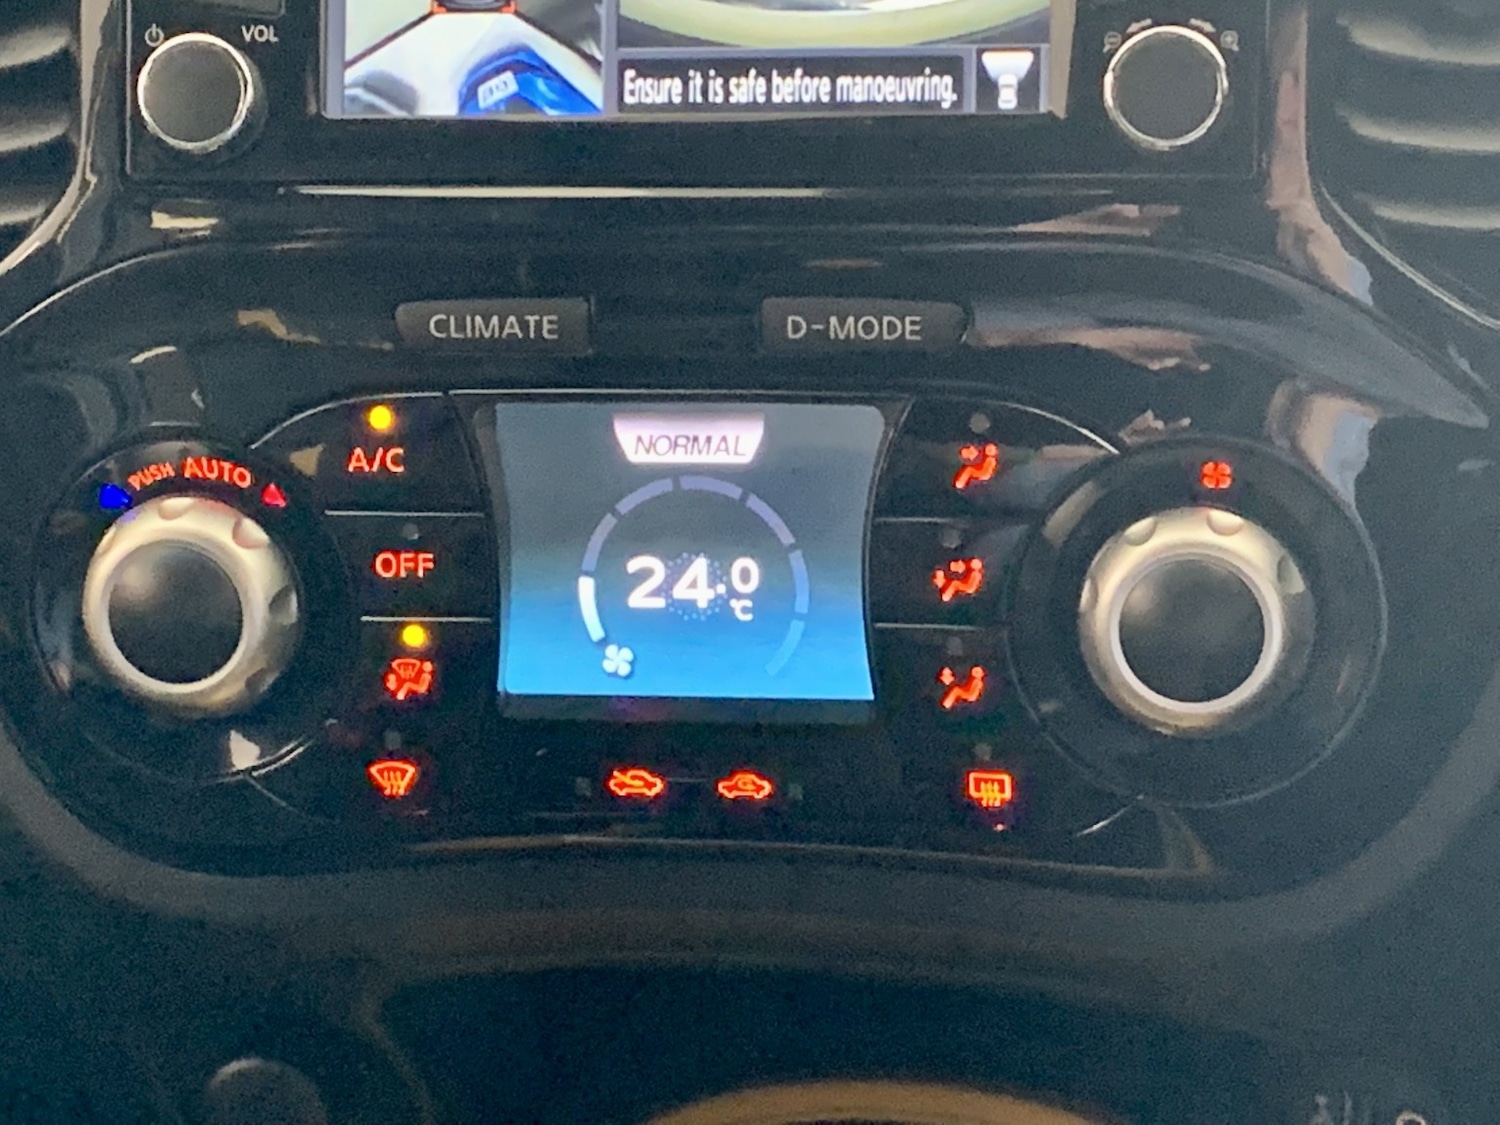 VOL
Ensure it is safe before manoeuvring.
CLIMATE
D-MODE
PUSH AUTO
A/C
NORMAL
OFF
24.0
°C